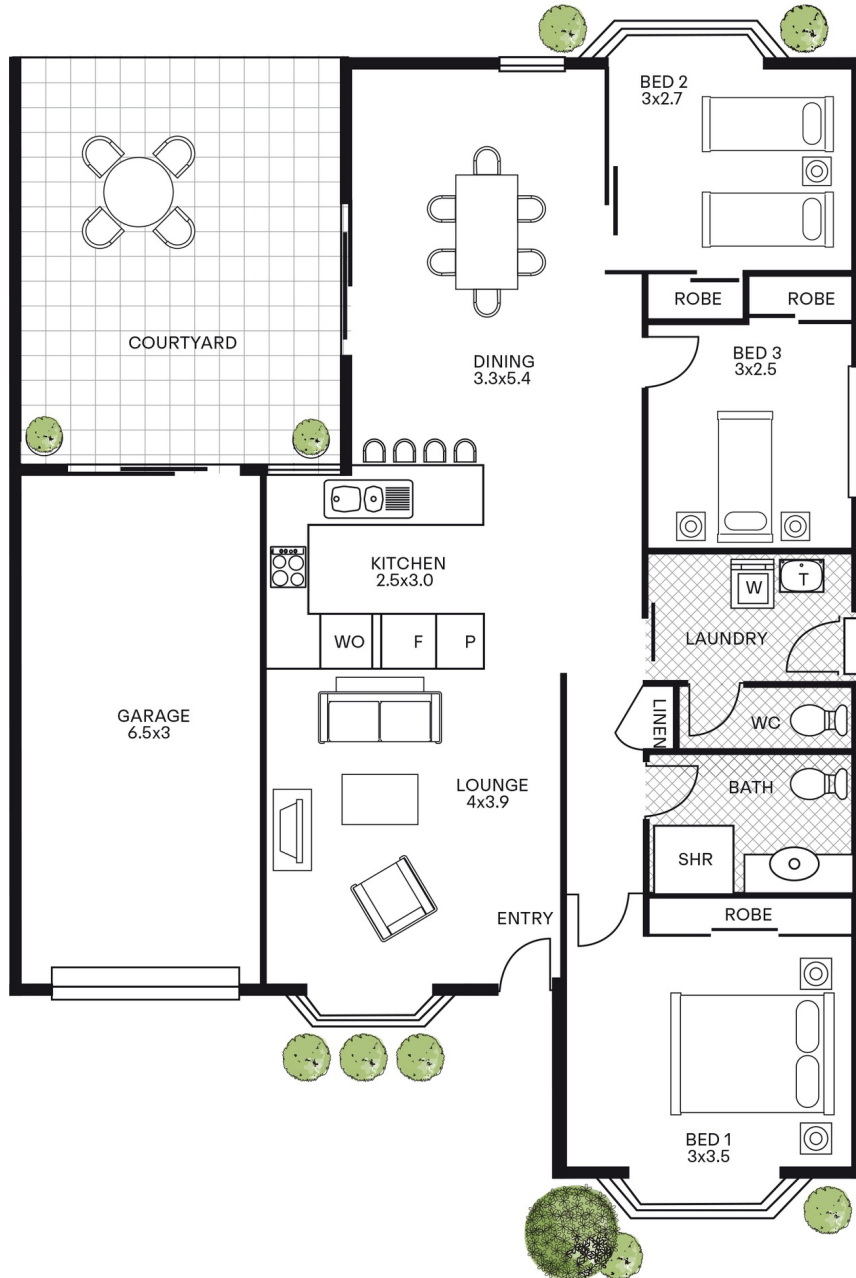 BED 2
3x2.7
ROBE
ROBE
COURTYARD
DINING
3.3x5.4
BED 3
3x2.5
KITCHEN
2.5x3.0
W
T
LAUNDRY
WO
F
P
GARAGE
6.5x3
LINEN
WC
LOUNGE
4x3.9
BATH
SHR
ENTRY
ROBE
BED 1
3x3.5